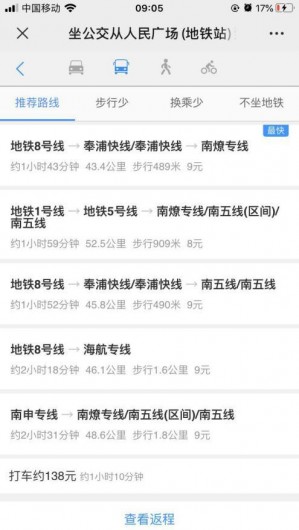 中国移动 09:05 17%
坐公交从人民广场 (地铁站)
推荐路线 步行少 换乘少 不坐地铁
最快
地铁8号线 → 奉浦快线/奉浦快线 → 南燎专线
约1小时43分钟 43.4公里 步行489米 9元
地铁1号线 → 地铁5号线 → 南燎专线/南五线(区间)/
南五线
约1小时59分钟 52.5公里 步行909米 8元
地铁8号线 → 奉浦快线/奉浦快线 → 南五线/南五线
约1小时52分钟 45.8公里 步行490米 9元
地铁8号线 → 海航专线
约2小时18分钟 46.1公里 步行1.6公里 9元
南申专线 → 南燎专线/南五线(区间)/南五线
约2小时31分钟 48.6公里 步行1.8公里 9元
打车约138元 约1小时10分钟
查看返程